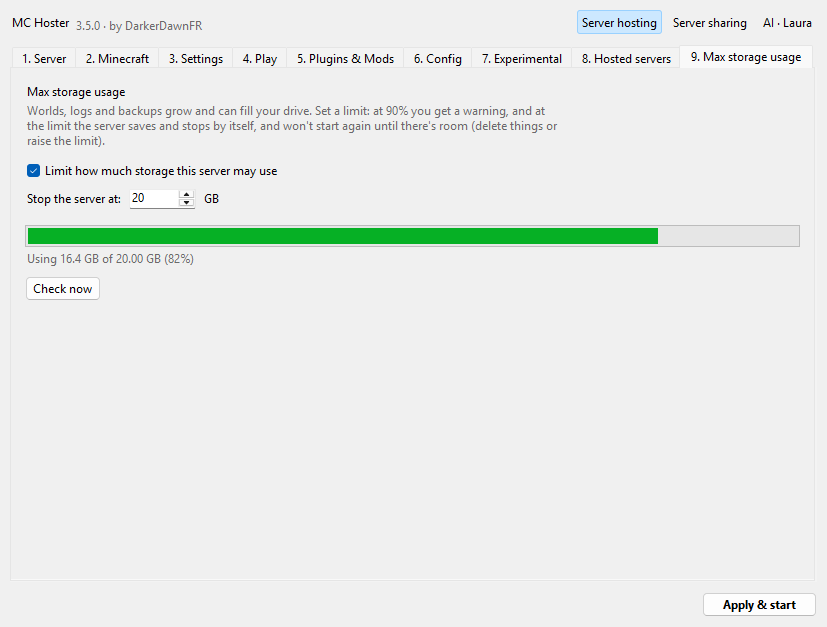 MC Hoster 3.5.0 · by DarkerDawnFR
Server hosting Server sharing AI · Laura
1. Server 2. Minecraft 3. Settings 4. Play 5. Plugins & Mods 6. Config 7. Experimental 8. Hosted servers 9. Max storage usage
Max storage usage
Worlds, logs and backups grow and can fill your drive. Set a limit: at 90% you get a warning, and at
the limit the server saves and stops by itself, and won't start again until there's room (delete things or
raise the limit).
Limit how much storage this server may use
Stop the server at: 20 GB
Using 16.4 GB of 20.00 GB (82%)
Check now
Apply & start